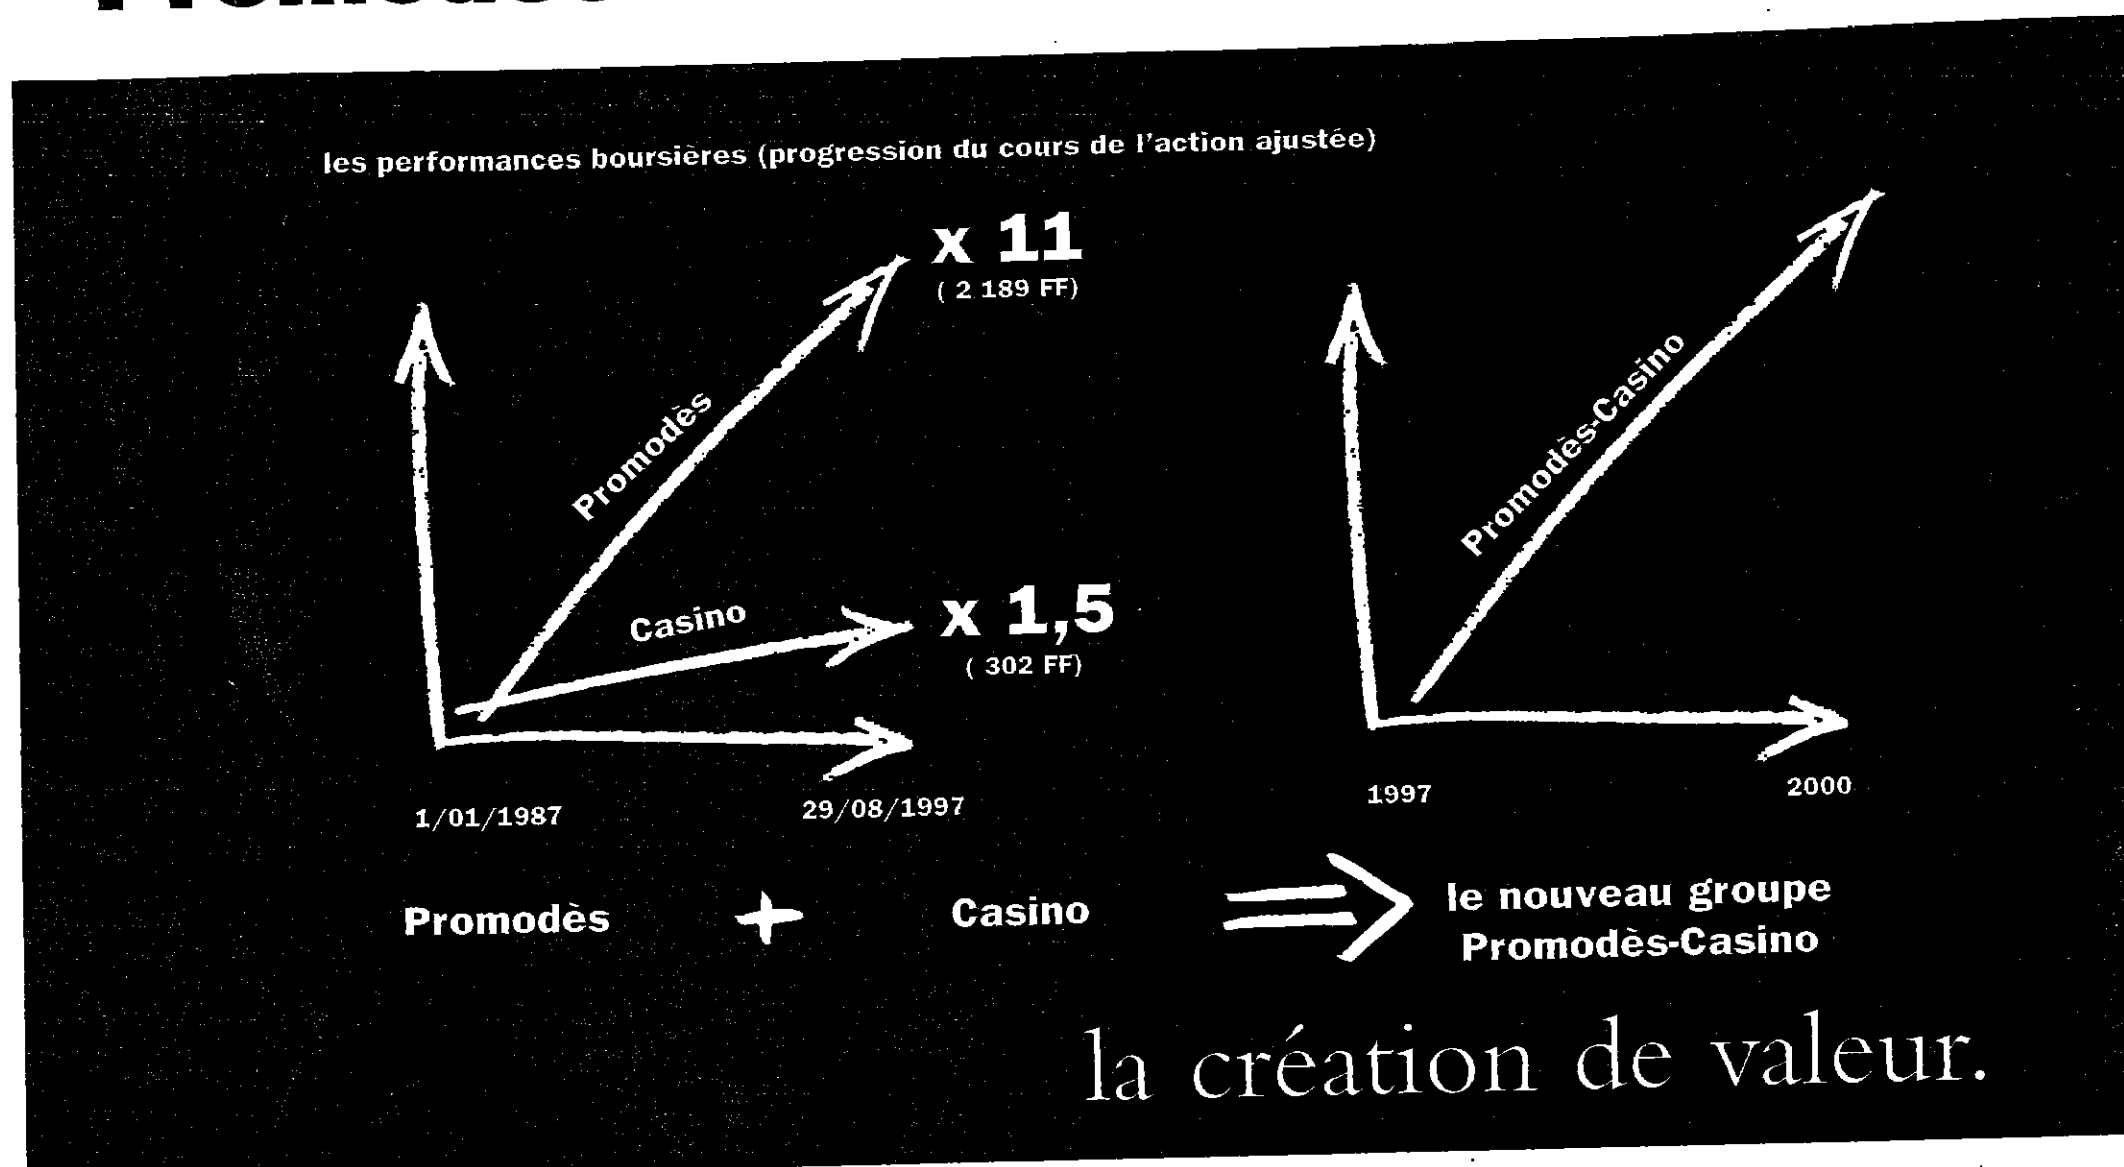 les performances boursières (progression du cours de l'action ajustée)
x 11
( 2 189 FF)
Promodès
Casino
x 1,5
( 302 FF)
1/01/1987
29/08/1997
Promodès-Casino
1997
2000
Promodès + Casino ⇒ le nouveau groupe
Promodès-Casino
la création de valeur.